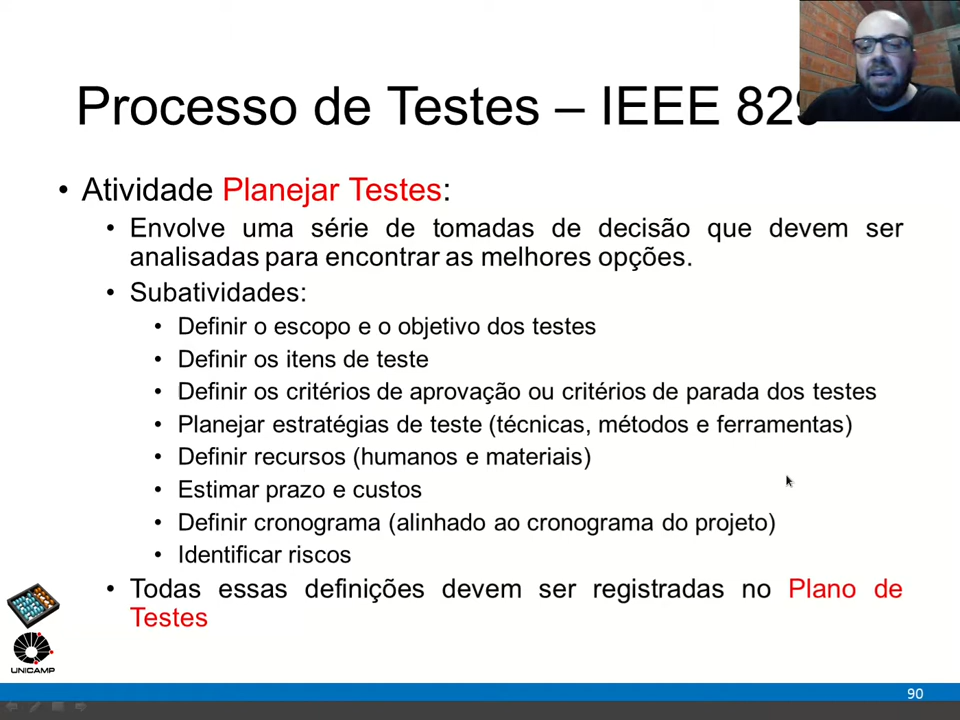 Processo de Testes – IEEE 829
• Atividade Planejar Testes:
• Envolve uma série de tomadas de decisão que devem ser
analisadas para encontrar as melhores opções.
• Subatividades:
• Definir o escopo e o objetivo dos testes
• Definir os itens de teste
• Definir os critérios de aprovação ou critérios de parada dos testes
• Planejar estratégias de teste (técnicas, métodos e ferramentas)
• Definir recursos (humanos e materiais)
• Estimar prazo e custos
• Definir cronograma (alinhado ao cronograma do projeto)
• Identificar riscos
• Todas essas definições devem ser registradas no Plano de
Testes
UNICAMP
90